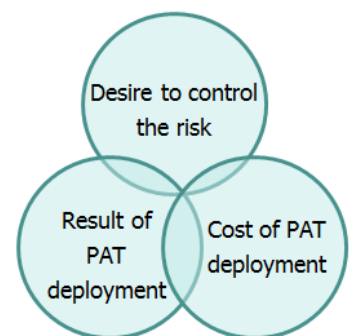 Desire to control
the risk
Result of
PAT
deployment
Cost of PAT
deployment